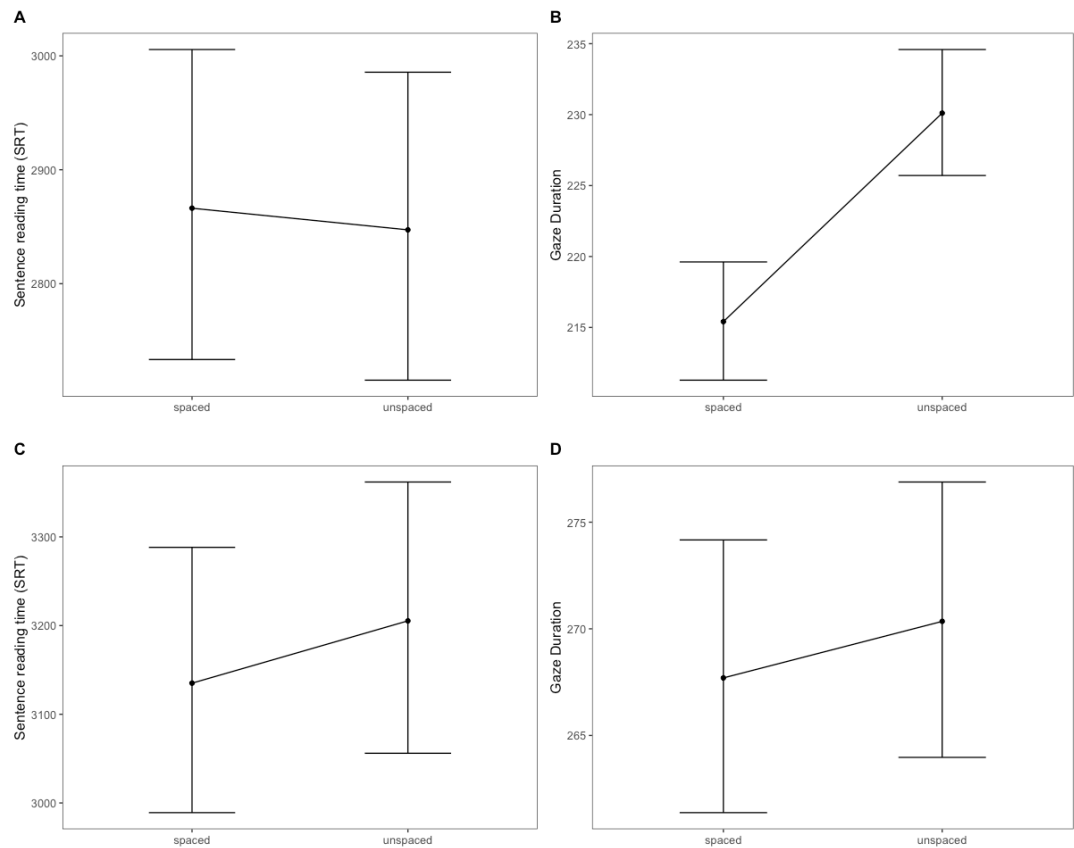 A
Sentence reading time (SRT)
3000
2900
2800
spaced
unspaced
B
Gaze Duration
235
230
225
220
215
spaced
unspaced
C
Sentence reading time (SRT)
3300
3200
3100
3000
spaced
unspaced
D
Gaze Duration
275
270
265
spaced
unspaced